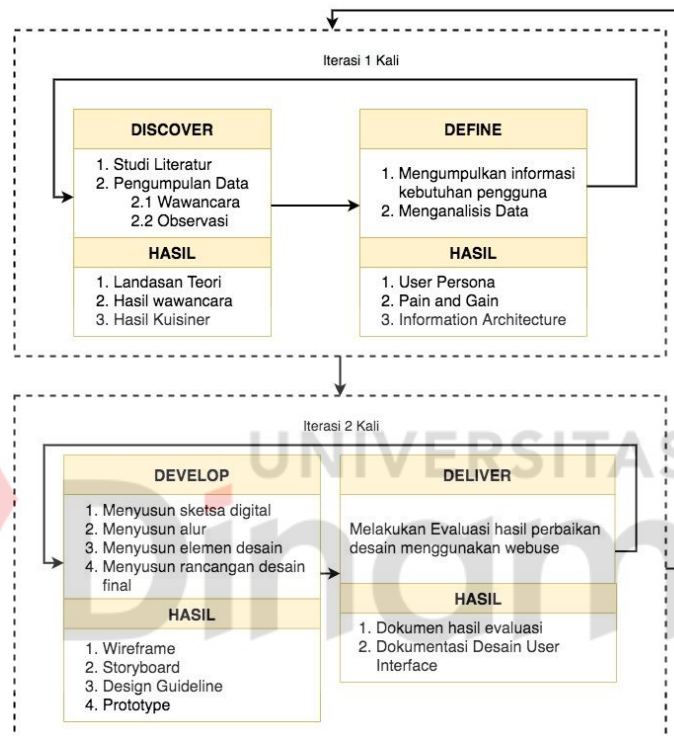 Iterasi 1 Kali
DISCOVER
1. Studi Literatur
2. Pengumpulan Data
2.1 Wawancara
2.2 Observasi
HASIL
1. Landasan Teori
2. Hasil wawancara
3. Hasil Kuisiner
DEFINE
1. Mengumpulkan informasi
kebutuhan pengguna
2. Menganalisis Data
HASIL
1. User Persona
2. Pain and Gain
3. Information Architecture
Iterasi 2 Kali
UNIVERSITAS
Dinam
DEVELOP
1. Menyusun sketsa digital
2. Menyusun alur
3. Menyusun elemen desain
4. Menyusun rancangan desain
final
HASIL
1. Wireframe
2. Storyboard
3. Design Guideline
4. Prototype
DELIVER
Melakukan Evaluasi hasil perbaikan
desain menggunakan webuse
HASIL
1. Dokumen hasil evaluasi
2. Dokumentasi Desain User
Interface